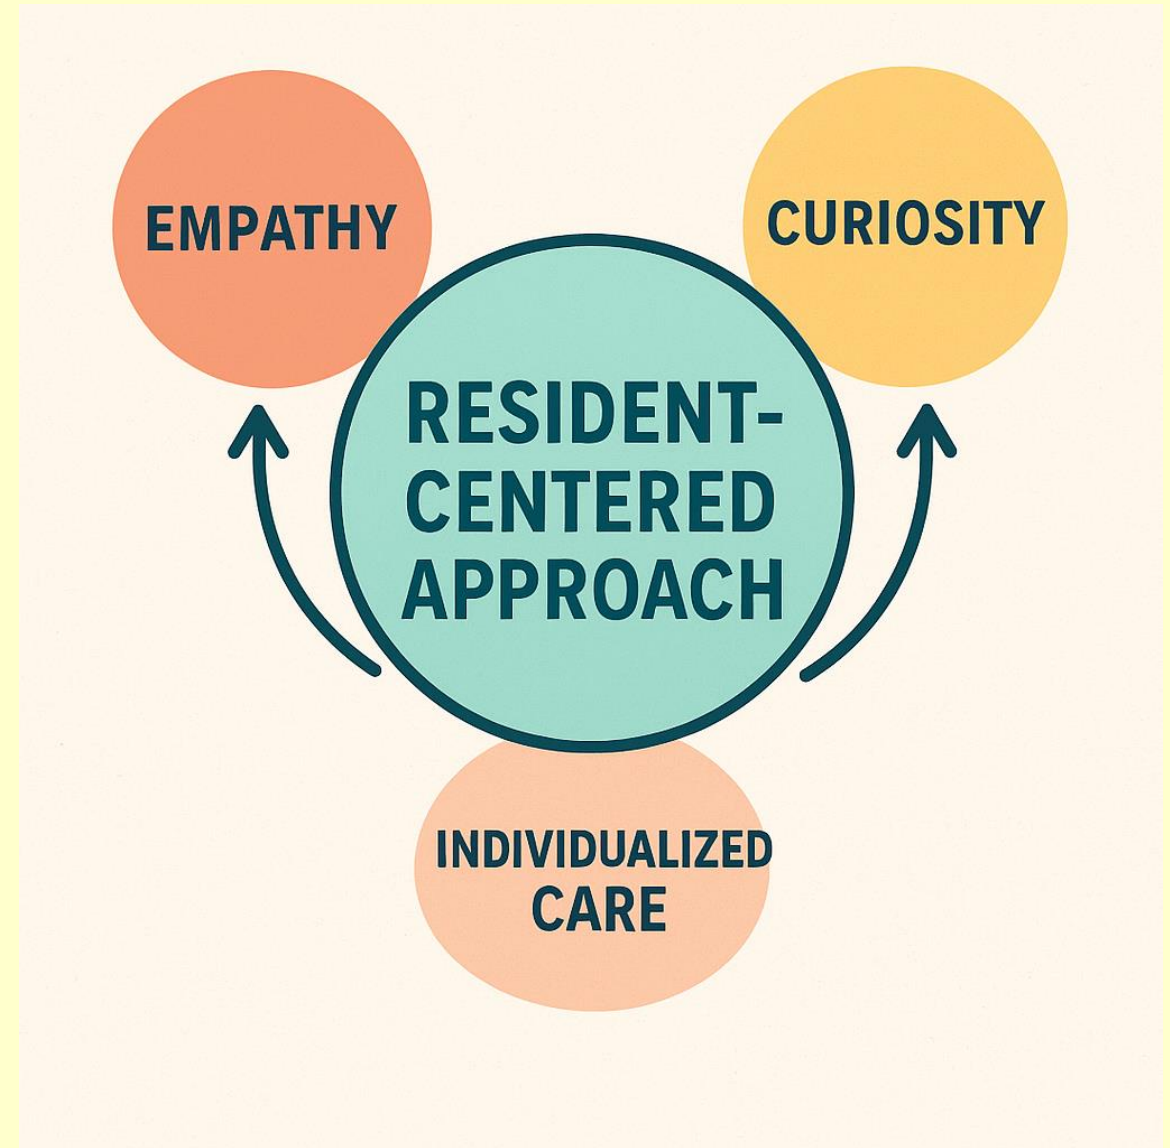 EMPATHY
CURIOSITY
RESIDENT-
CENTERED
APPROACH
INDIVIDUALIZED
CARE